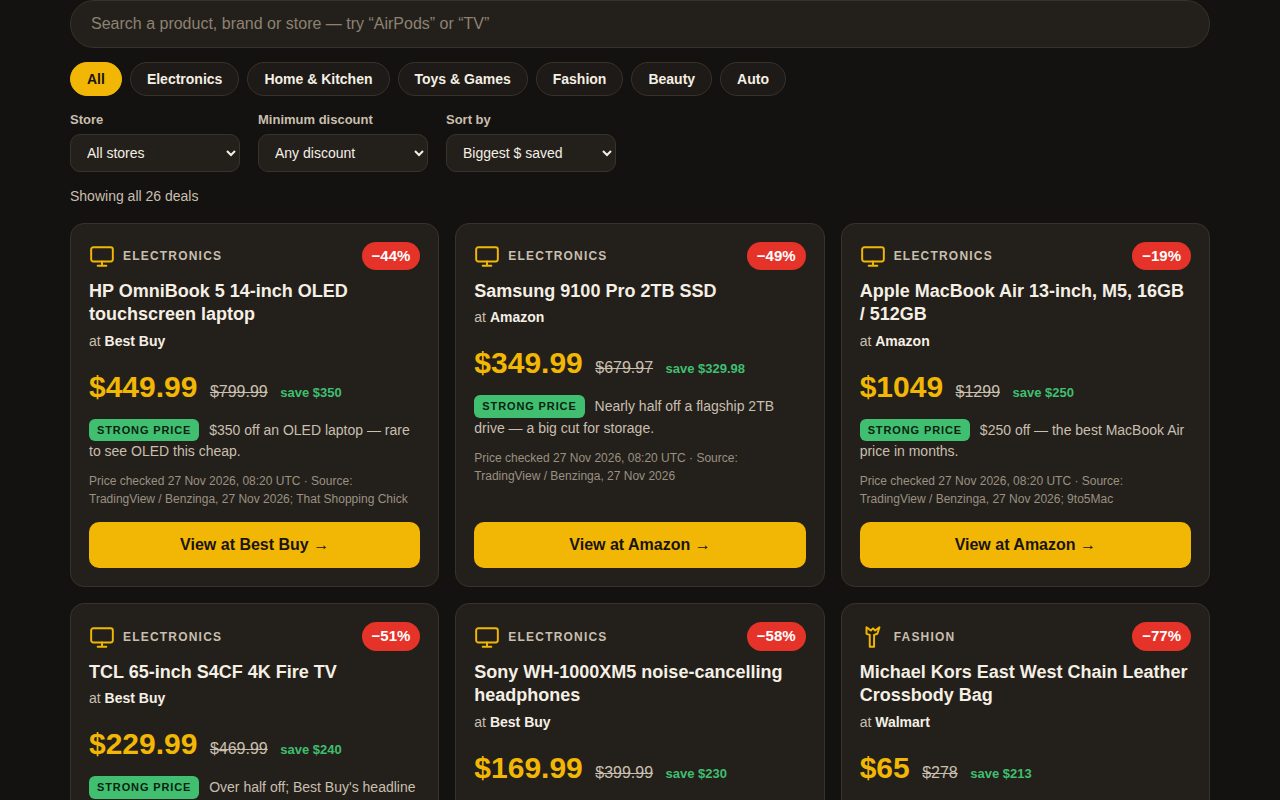 Search a product, brand or store — try “AirPods” or “TV”
All
Electronics
Home & Kitchen
Toys & Games
Fashion
Beauty
Auto
Store
Minimum discount
Sort by
All stores
Any discount
Biggest $ saved
Showing all 26 deals
ELECTRONICS
−44%
HP OmniBook 5 14-inch OLED
touchscreen laptop
at Best Buy
$449.99 $799.99 save $350
STRONG PRICE $350 off an OLED laptop — rare
to see OLED this cheap.
Price checked 27 Nov 2026, 08:20 UTC · Source:
TradingView / Benzinga, 27 Nov 2026; That Shopping Chick
View at Best Buy →
ELECTRONICS
−49%
Samsung 9100 Pro 2TB SSD
at Amazon
$349.99 $679.97 save $329.98
STRONG PRICE Nearly half off a flagship 2TB
drive — a big cut for storage.
Price checked 27 Nov 2026, 08:20 UTC · Source:
TradingView / Benzinga, 27 Nov 2026
View at Amazon →
ELECTRONICS
−19%
Apple MacBook Air 13-inch, M5, 16GB
/ 512GB
at Amazon
$1049 $1299 save $250
STRONG PRICE $250 off — the best MacBook Air
price in months.
Price checked 27 Nov 2026, 08:20 UTC · Source:
TradingView / Benzinga, 27 Nov 2026; 9to5Mac
View at Amazon →
ELECTRONICS
−51%
TCL 65-inch S4CF 4K Fire TV
at Best Buy
$229.99 $469.99 save $240
STRONG PRICE Over half off; Best Buy's headline
ELECTRONICS
−58%
Sony WH-1000XM5 noise-cancelling
headphones
at Best Buy
$169.99 $399.99 save $230
FASHION
−77%
Michael Kors East West Chain Leather
Crossbody Bag
at Walmart
$65 $278 save $213